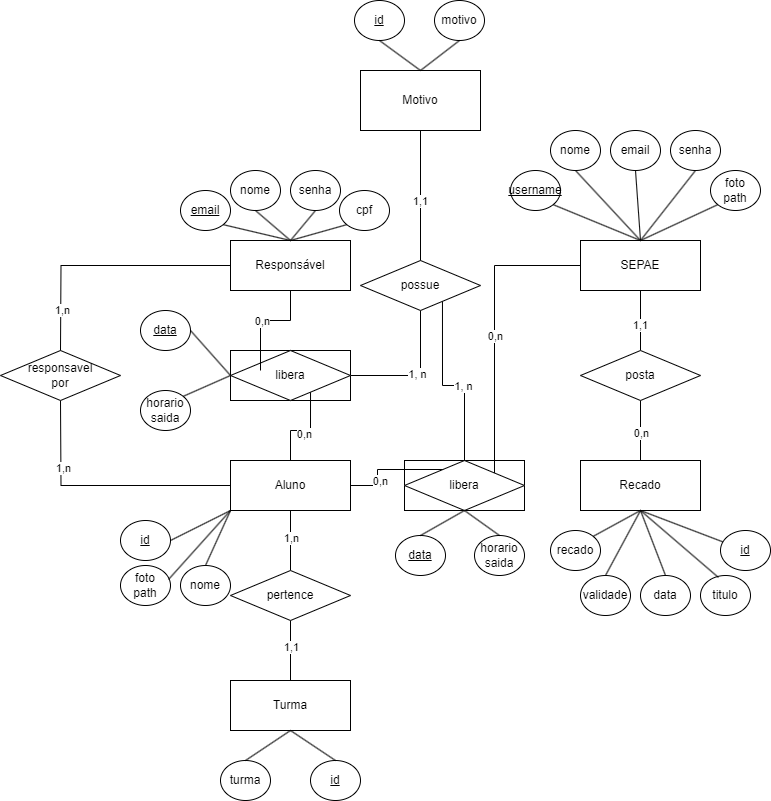 id
motivo
Motivo
nome
email
senha
username
foto
path
nome
senha
email
cpf
1,1
Responsável
possue
SEPAE
1,n
0,n
data
1,1
0,n
responsavel
por
libera
1, n
posta
1, n
horario
saida
0,n
0,n
1,n
Aluno
0,n
libera
Recado
id
1,n
data
horario
saida
recado
id
foto
path
nome
pertence
validade
data
titulo
1,1
Turma
turma
id